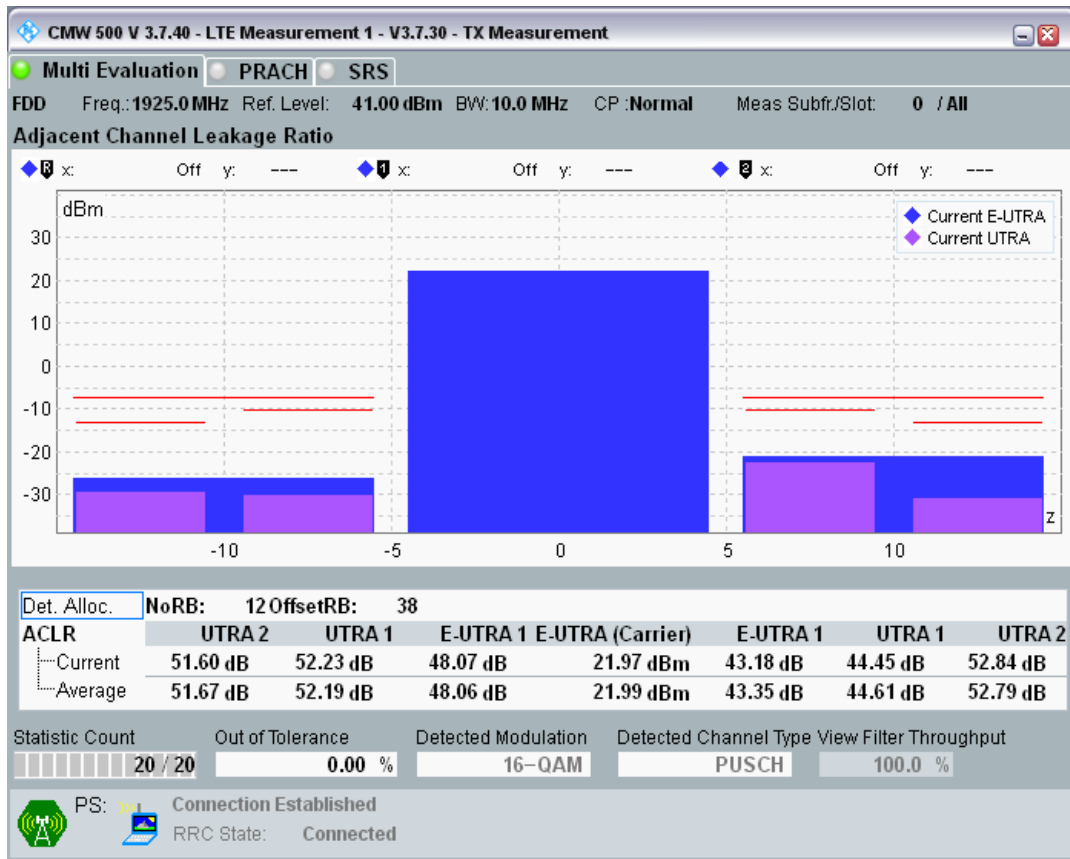 CMW 500 V 3.7.40 - LTE Measurement 1 - V3.7.30 - TX Measurement
Multi Evaluation PRACH SRS
FDD Freq.: 1925.0 MHz Ref. Level: 41.00 dBm BW: 10.0 MHz CP :Normal Meas Subfr./Slot: 0 / All
Adjacent Channel Leakage Ratio
R x: Off y: --- 1 x: Off y: --- 2 x: Off y: ---
dBm
Current E-UTRA
Current UTRA
30
20
10
0
-10
-20
-30
z
-10 -5 0 5 10
Det. Alloc. NoRB: 12 OffsetRB: 38
ACLR UTRA 2 UTRA 1 E-UTRA 1 E-UTRA (Carrier) E-UTRA 1 UTRA 1 UTRA 2
Current 51.60 dB 52.23 dB 48.07 dB 21.97 dBm 43.18 dB 44.45 dB 52.84 dB
Average 51.67 dB 52.19 dB 48.06 dB 21.99 dBm 43.35 dB 44.61 dB 52.79 dB
Statistic Count Out of Tolerance Detected Modulation Detected Channel Type View Filter Throughput
20 / 20 0.00 % 16-QAM PUSCH 100.0 %
PS: Connection Established
RRC State: Connected